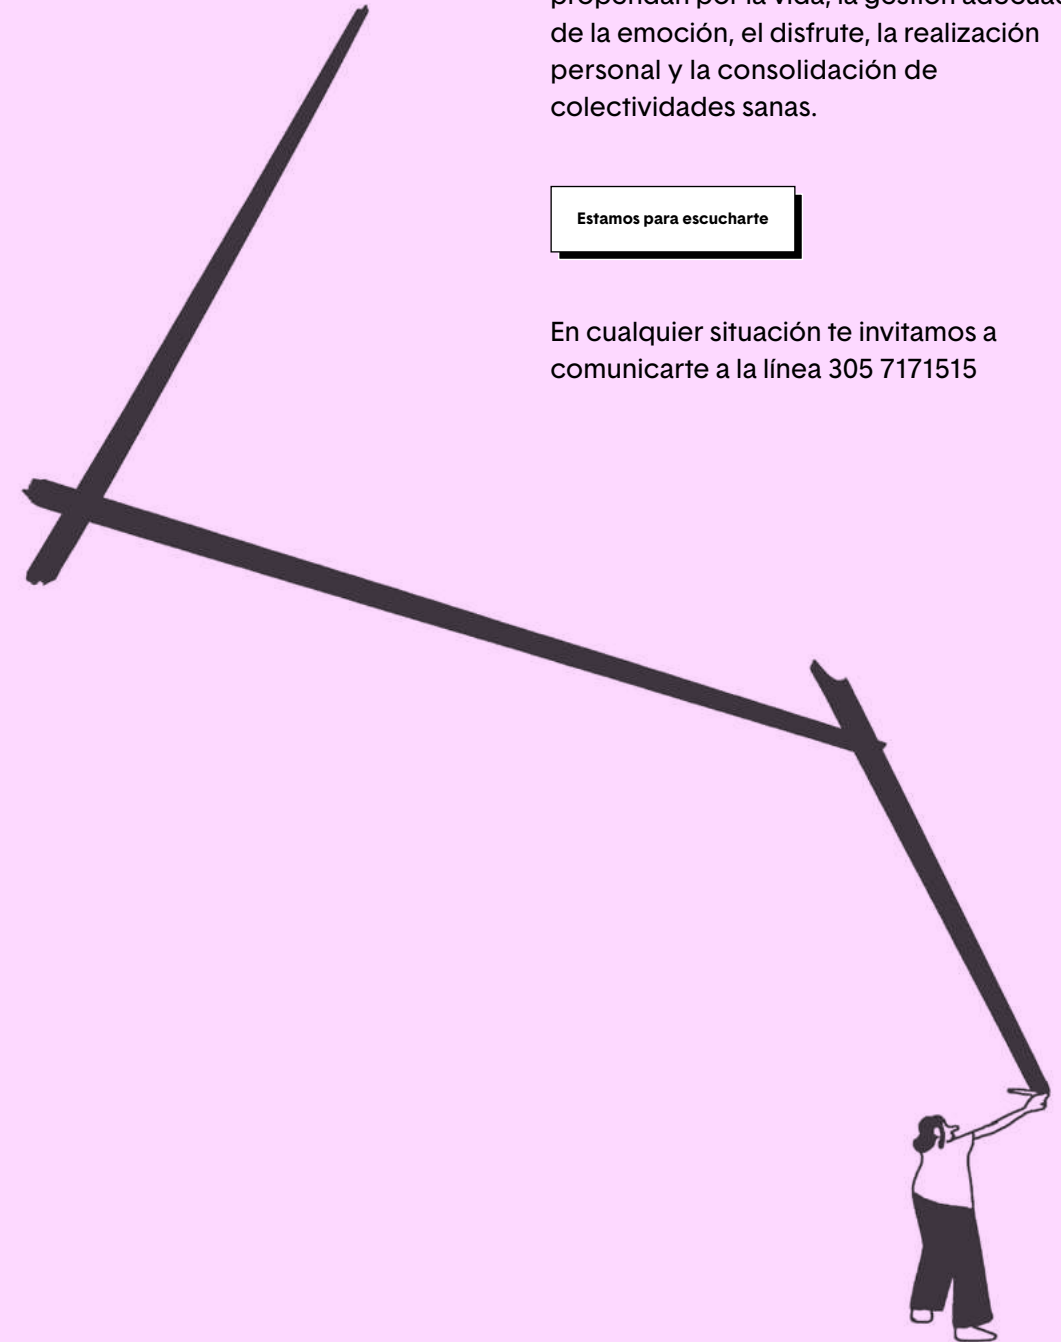 propendan por la vida, la gestión
de la emoción, el disfrute, la realización
personal y la consolidación de
colectividades sanas.
Estamos para escucharte
En cualquier situación te invitamos a
comunicarte a la línea 305 7171515